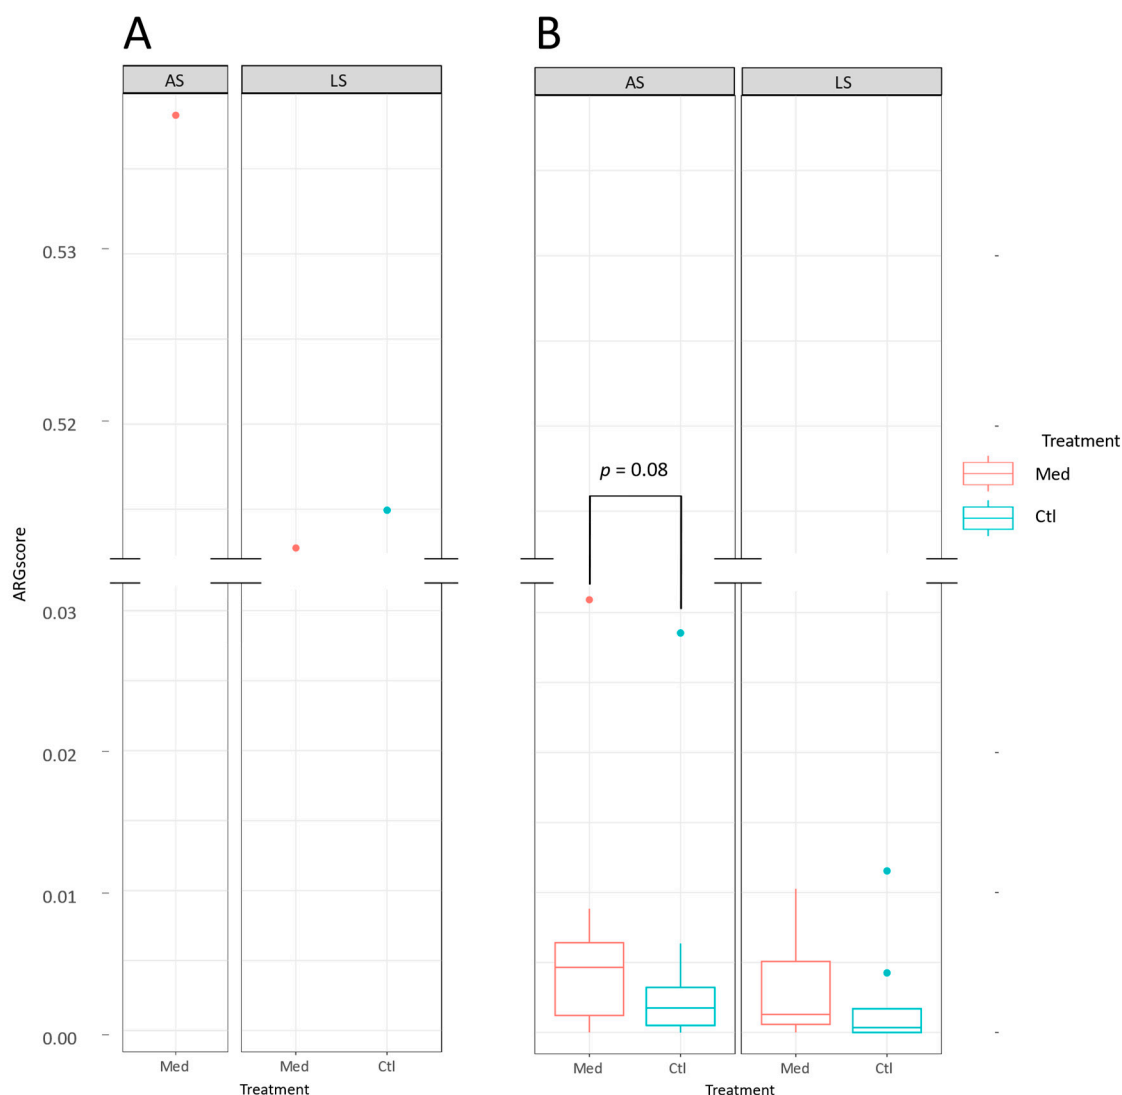 A
B
AS
LS
AS
LS
0.53
0.52
Treatment
p = 0.08
Med
Ctl
ARGscore
0.03
0.02
0.01
0.00
Med
Med
Ctl
Med
Ctl
Med
Ctl
Treatment
Treatment